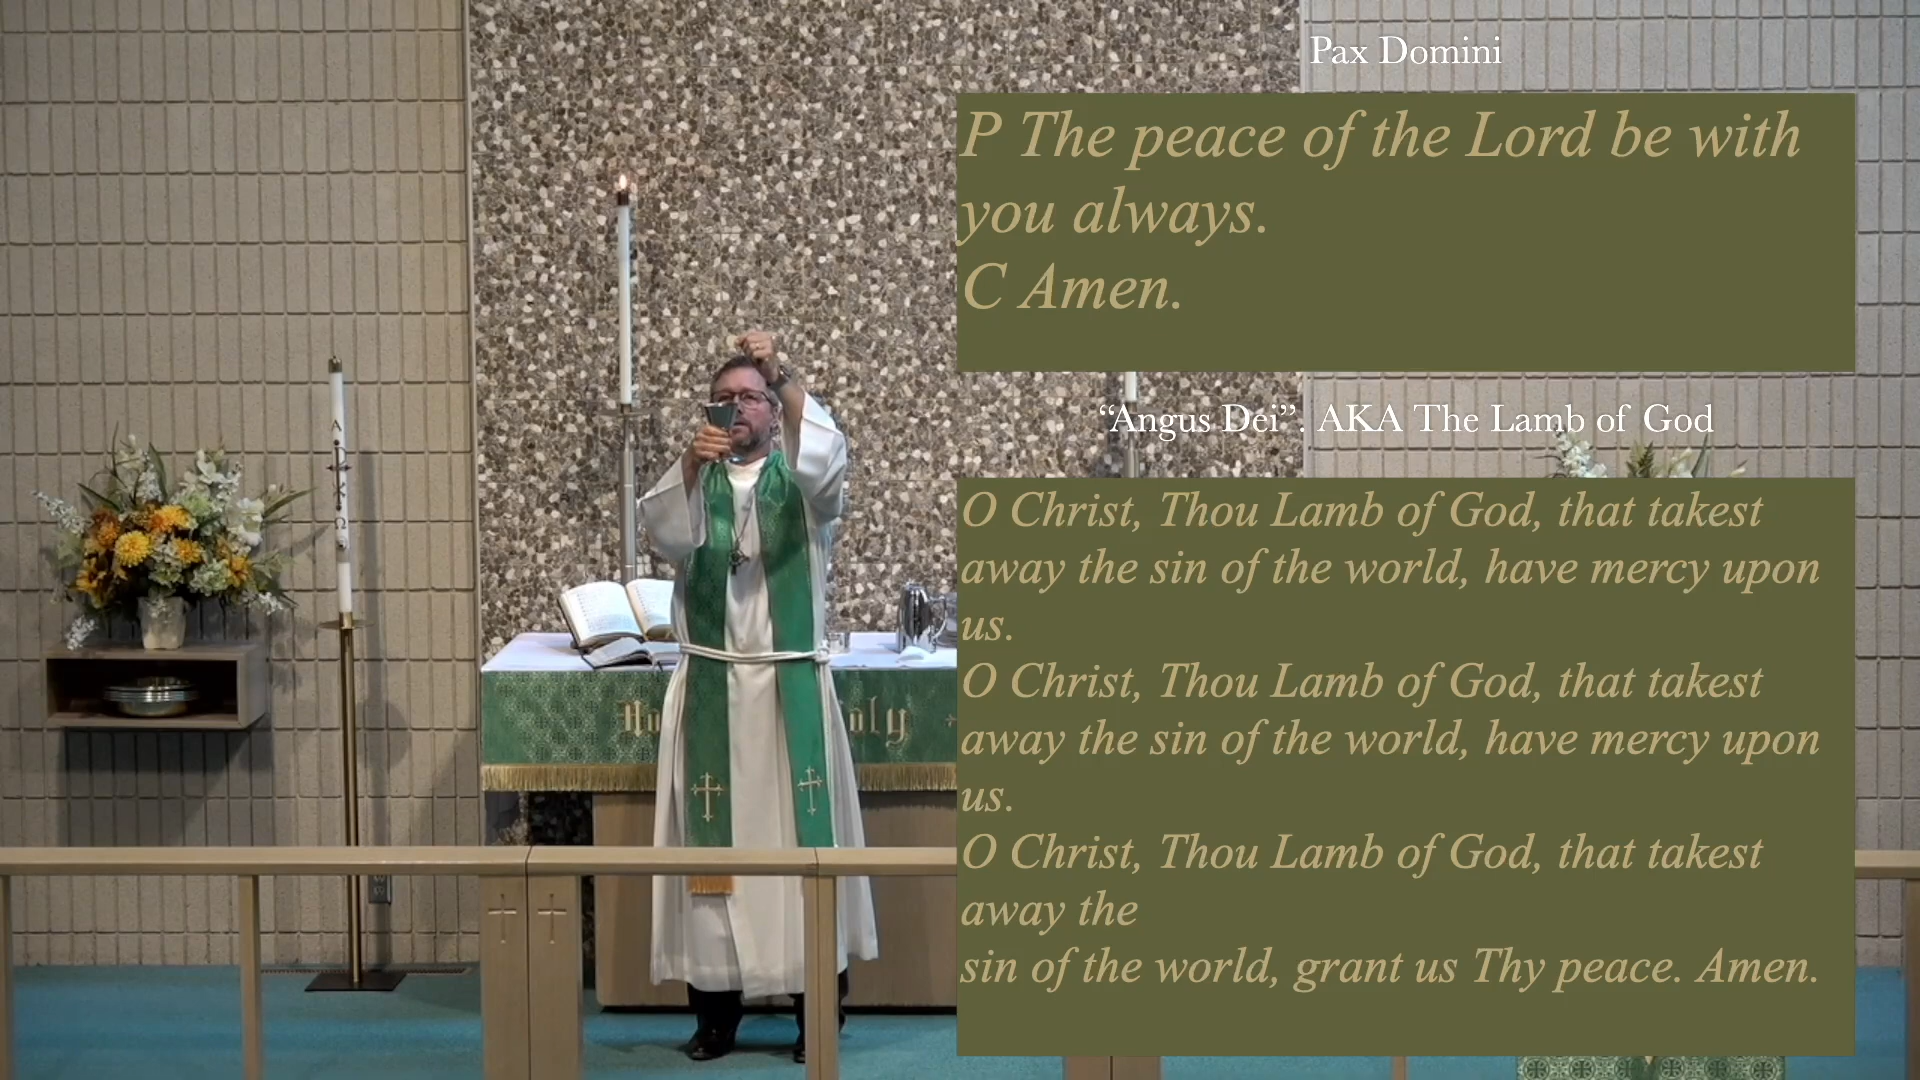 Pax Domini
P The peace of the Lord be with
you always.
C Amen.
“Angus Dei”. AKA The Lamb of God
O Christ, Thou Lamb of God, that takest
away the sin of the world, have mercy upon
us.
O Christ, Thou Lamb of God, that takest
away the sin of the world, have mercy upon
us.
O Christ, Thou Lamb of God, that takest
away the
sin of the world, grant us Thy peace. Amen.
A
Ω